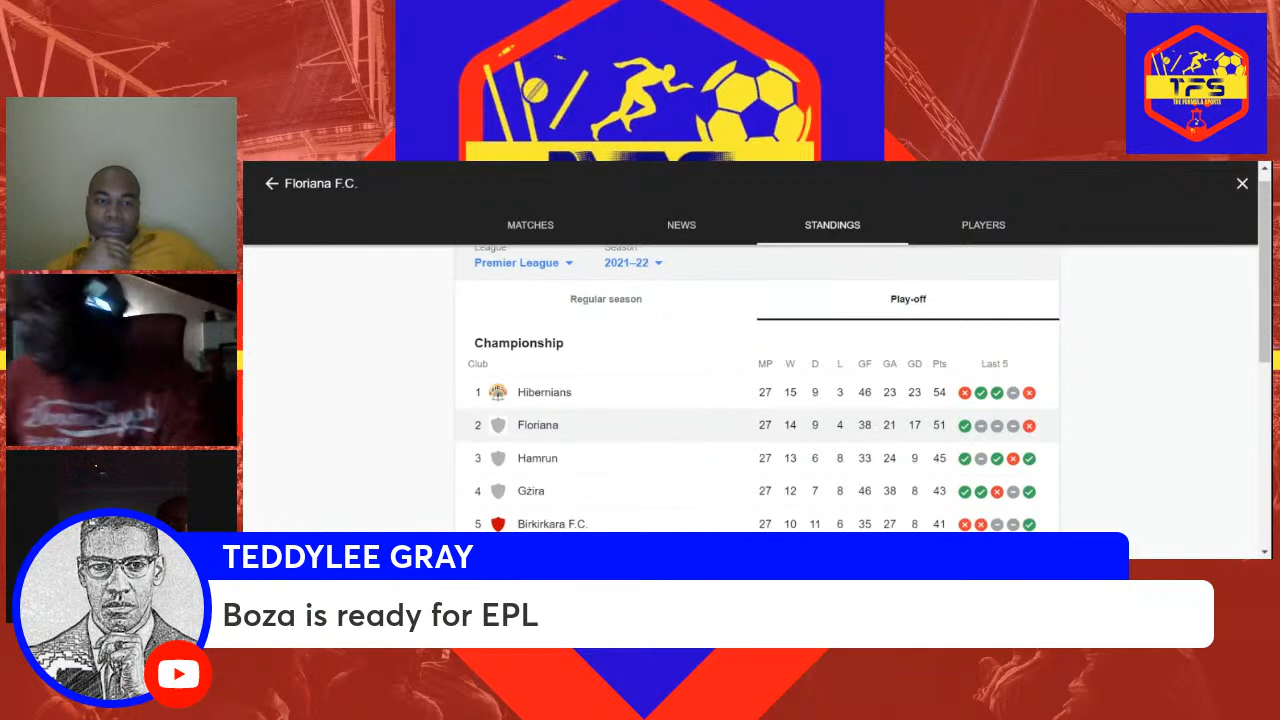 TFS
THE FORMULA SPORTS
Floriana F.C.
MATCHES NEWS STANDINGS PLAYERS
League Season
Premier League 2021–22
Regular season Play-off
Championship
Club MP W D L GF GA GD Pts Last 5
1 Hibernians 27 15 9 3 46 23 23 54
2 Floriana 27 14 9 4 38 21 17 51
3 Hamrun 27 13 6 8 33 24 9 45
4 Gżira 27 12 7 8 46 38 8 43
5 Birkirkara F.C. 27 10 11 6 35 27 8 41
TEDDYLEE GRAY
Boza is ready for EPL